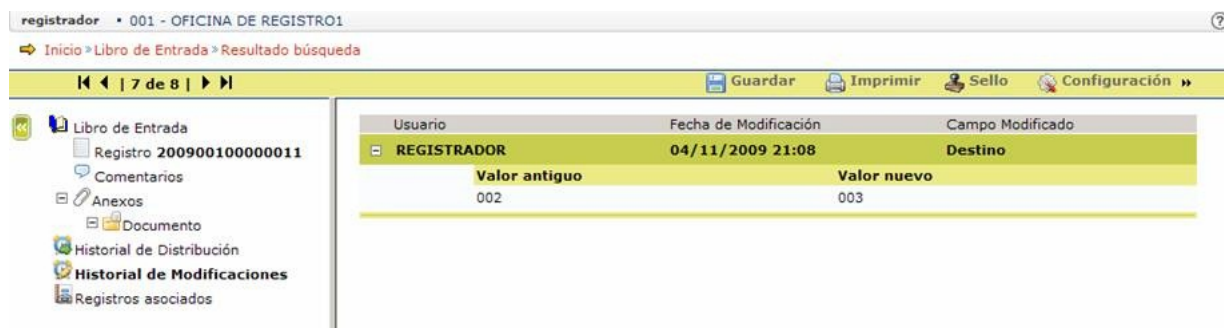 registrador • 001 - OFICINA DE REGISTRO1
Inicio » Libro de Entrada » Resultado búsqueda
| 7 de 8 | Guardar Imprimir Sello Configuración »
Libro de Entrada
Registro 200900100000011
Comentarios
Anexos
Documento
Historial de Distribución
Historial de Modificaciones
Registros asociados
Usuario Fecha de Modificación Campo Modificado
REGISTRADOR 04/11/2009 21:08 Destino
Valor antiguo Valor nuevo
002 003